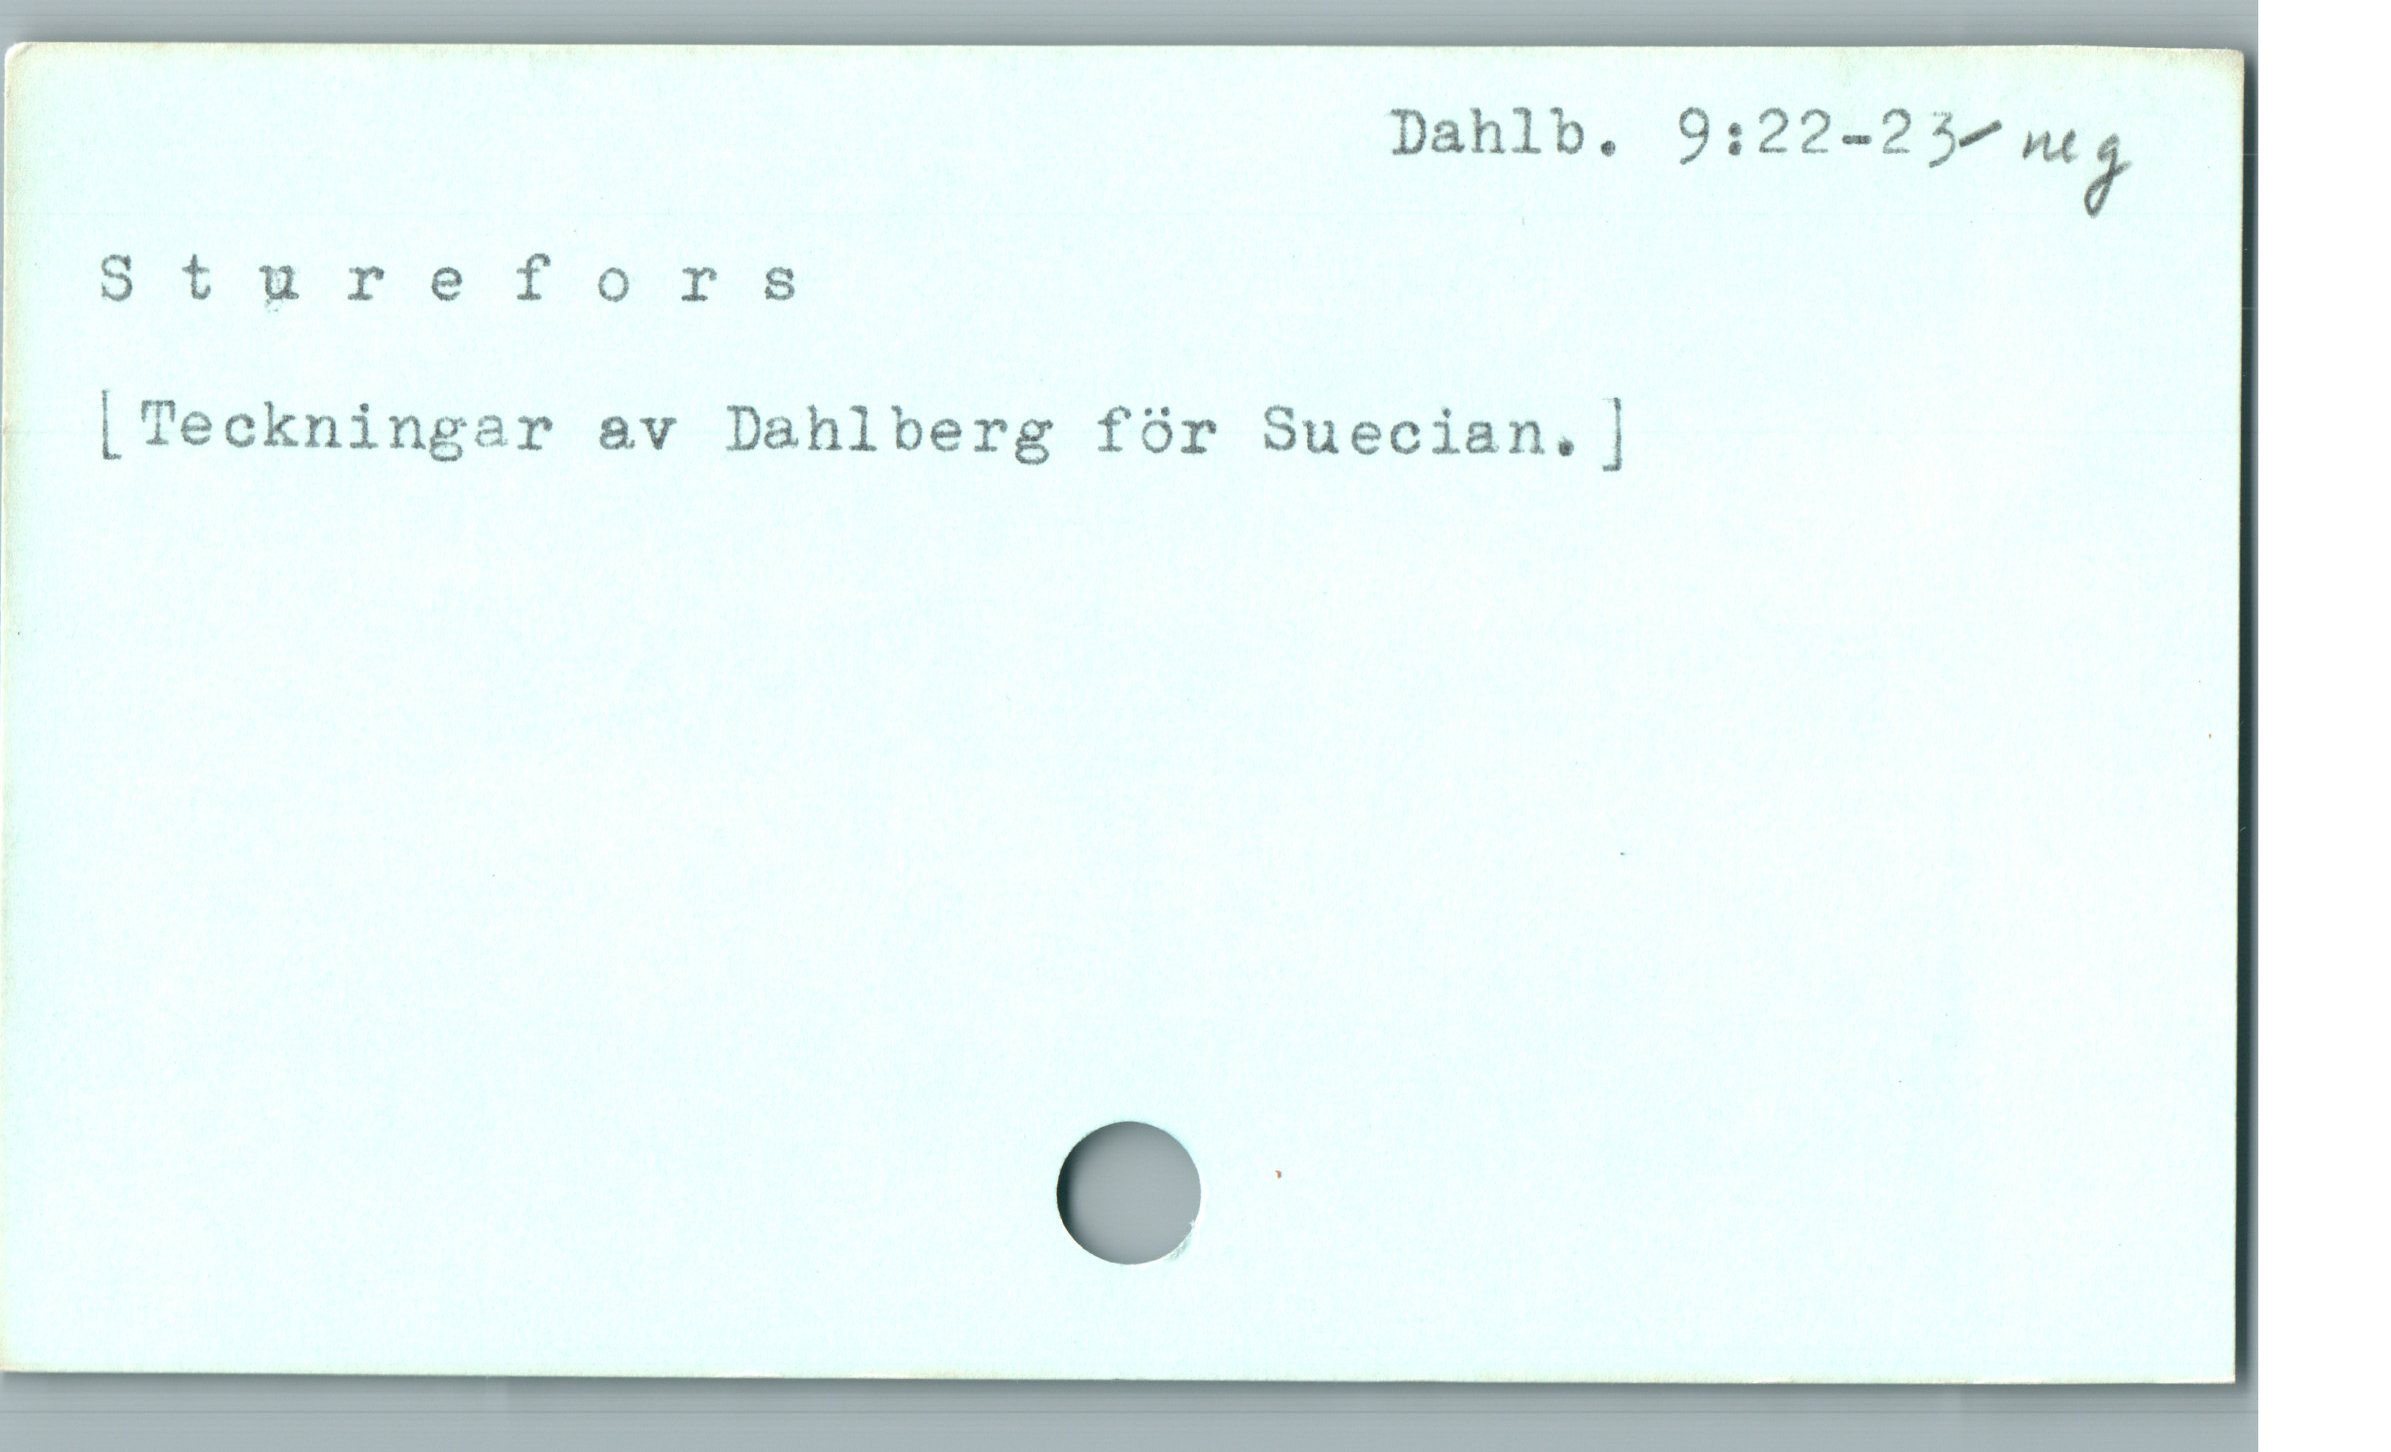 Dahlb. 9:22-23- neg
S t u r e f o r s
[Teckningar av Dahlberg för Suecian.]